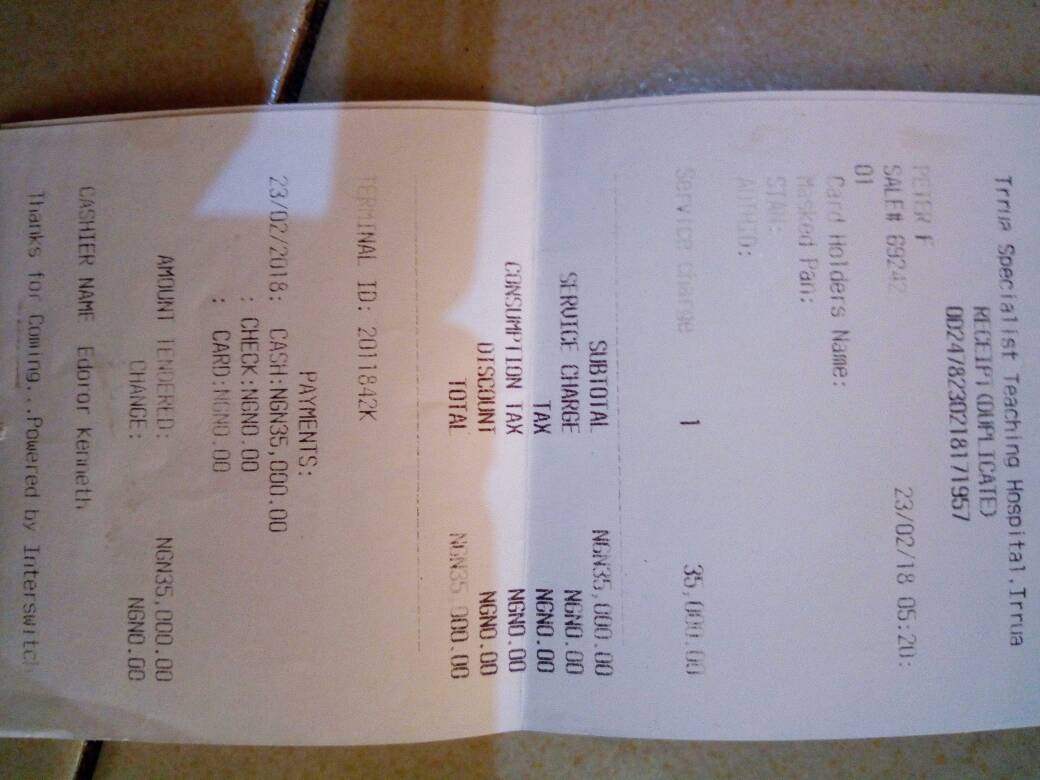 Irrua Specialist Teaching Hospital.Irrua
RECEIPT(DUPLICATE)
002478230218171957
PETER F
SALE# 69242 23/02/18 05:20:
01
Card Holders Name:
Masked Pan:
STAN:
AuthID:
Service charge 1 35,000.00
SUBTOTAL NGN35,000.00
SERVICE CHARGE NGN0.00
TAX NGN0.00
CONSUMPTION TAX NGN0.00
DISCOUNT NGN0.00
TOTAL NGN35,000.00
TERMINAL ID: 2011842K
PAYMENTS:
23/02/2018: CASH:NGN35,000.00
: CHECK:NGN0.00
: CARD:NGN0.00
AMOUNT TENDERED: NGN35,000.00
CHANGE: NGN0.00
CASHIER NAME Edoror Kenneth
Thanks for Coming...Powered by Interswitch